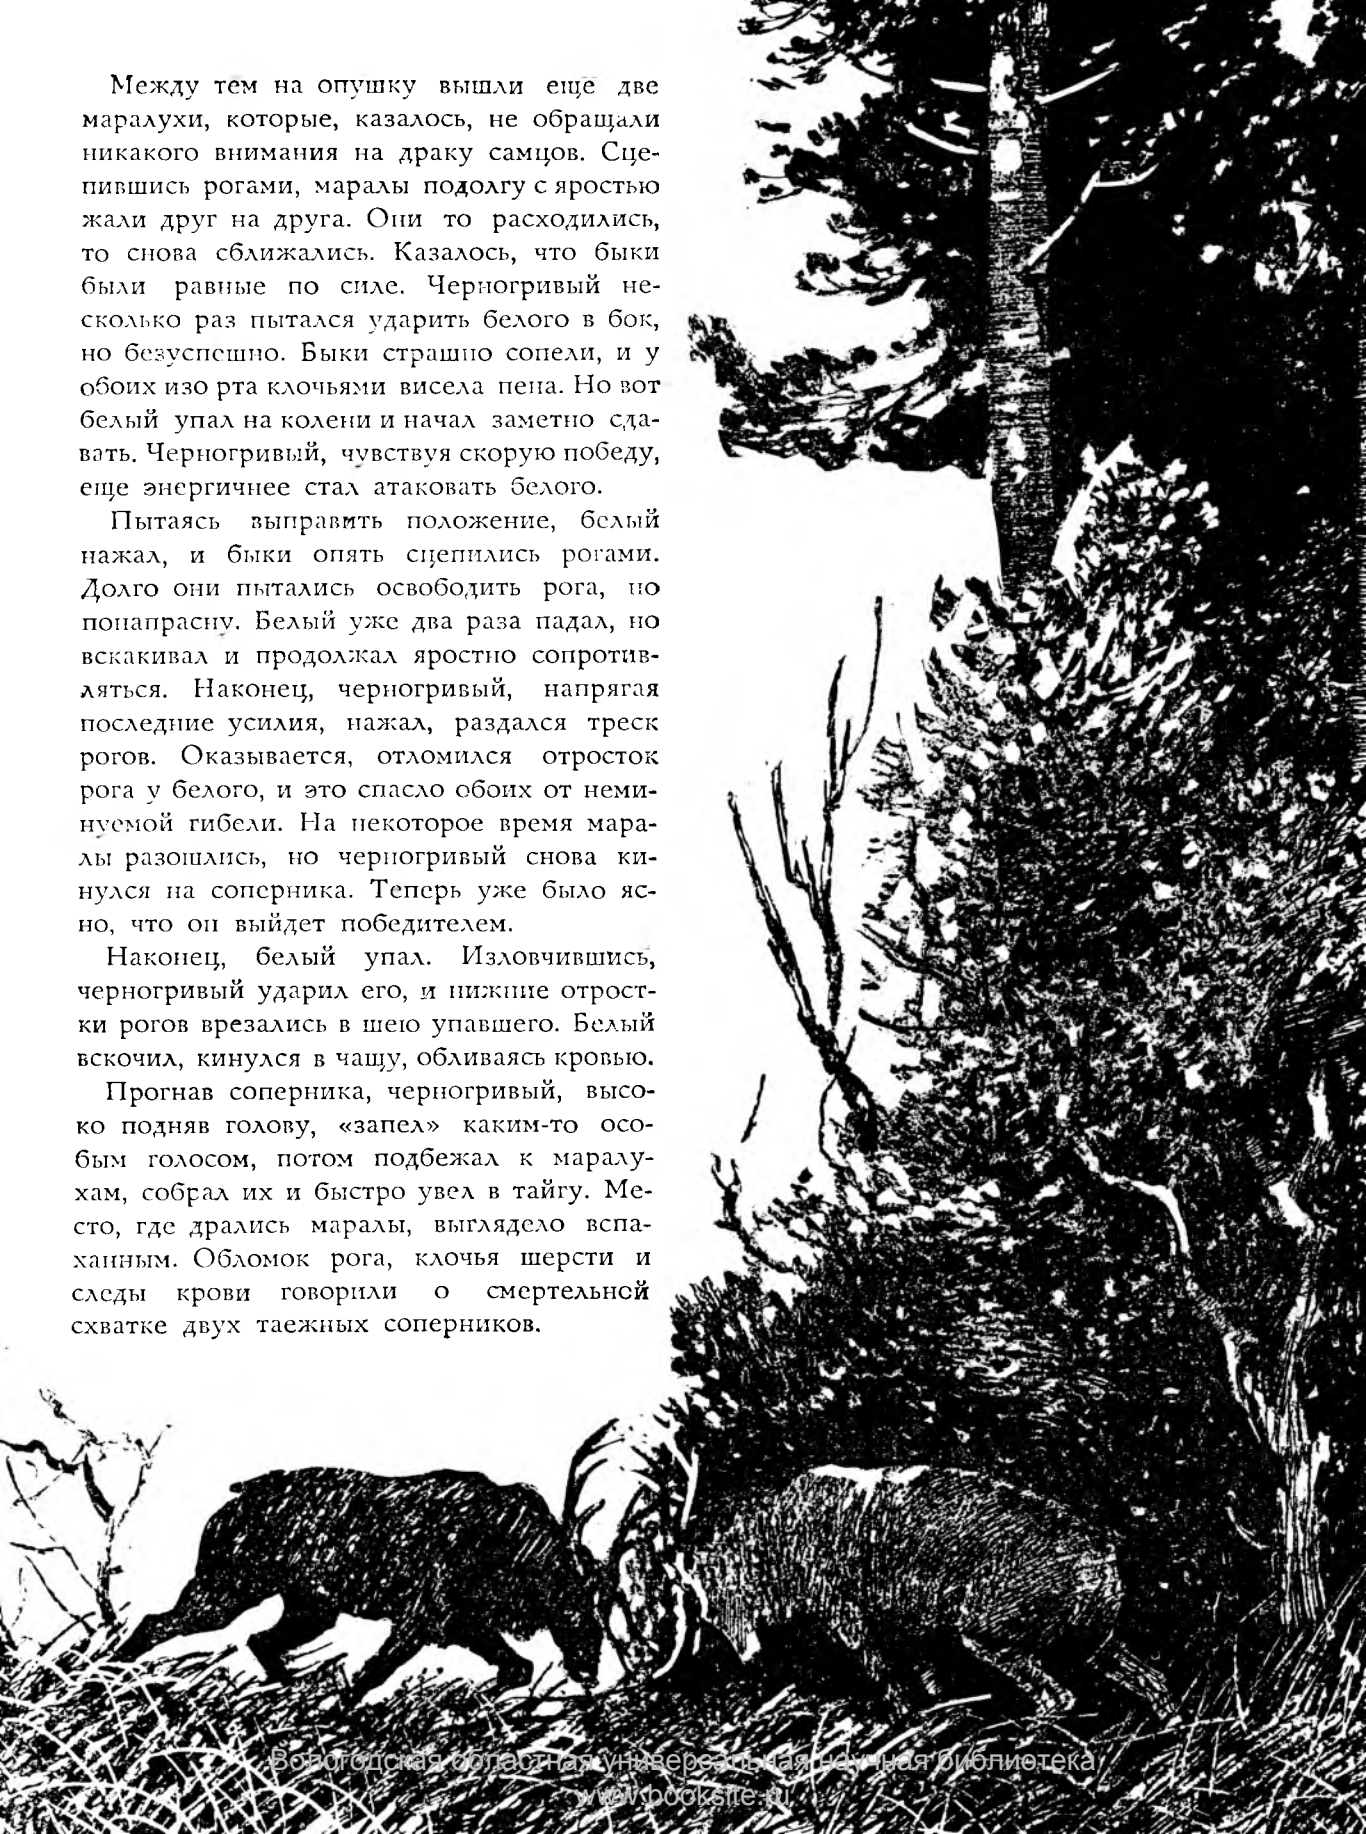 Между тем на опушку вышли еще две
маралухи, которые, казалось, не обращали
никакого внимания на драку самцов. Сце-
пившись рогами, маралы подолгу с яростью
жали друг на друга. Они то расходились,
то снова сближались. Казалось, что быки
были равные по силе. Черногривый не-
сколько раз пытался ударить белого в бок,
но безуспешно. Быки страшно сопели, и у
обоих изо рта клочьями висела пена. Но вот
белый упал на колени и начал заметно сда-
вать. Черногривый, чувствуя скорую победу,
еще энергичнее стал атаковать белого.
Пытаясь выправить положение, белый
нажал, и быки опять сцепились рогами.
Долго они пытались освободить рога, но
понапрасну. Белый уже два раза падал, но
вскакивал и продолжал яростно сопротив-
ляться. Наконец, черногривый, напрягая
последние усилия, нажал, раздался треск
рогов. Оказывается, отломился отросток
рога у белого, и это спасло обоих от неми-
нуемой гибели. На некоторое время мара-
лы разошлись, но черногривый снова ки-
нулся на соперника. Теперь уже было яс-
но, что он выйдет победителем.
Наконец, белый упал. Изловчившись,
черногривый ударил его, и нижние отрост-
ки рогов врезались в шею упавшего. Белый
вскочил, кинулся в чащу, обливаясь кровью.
Прогнав соперника, черногривый, высо-
ко подняв голову, «запел» каким-то осо-
бым голосом, потом подбежал к маралу-
хам, собрал их и быстро увел в тайгу. Ме-
сто, где дрались маралы, выглядело вспа-
ханным. Обломок рога, клочья шерсти и
следы крови говорили о смертельной
схватке двух таежных соперников.
Вологодская областная универсальная научная библиотека
www.booksite.ru